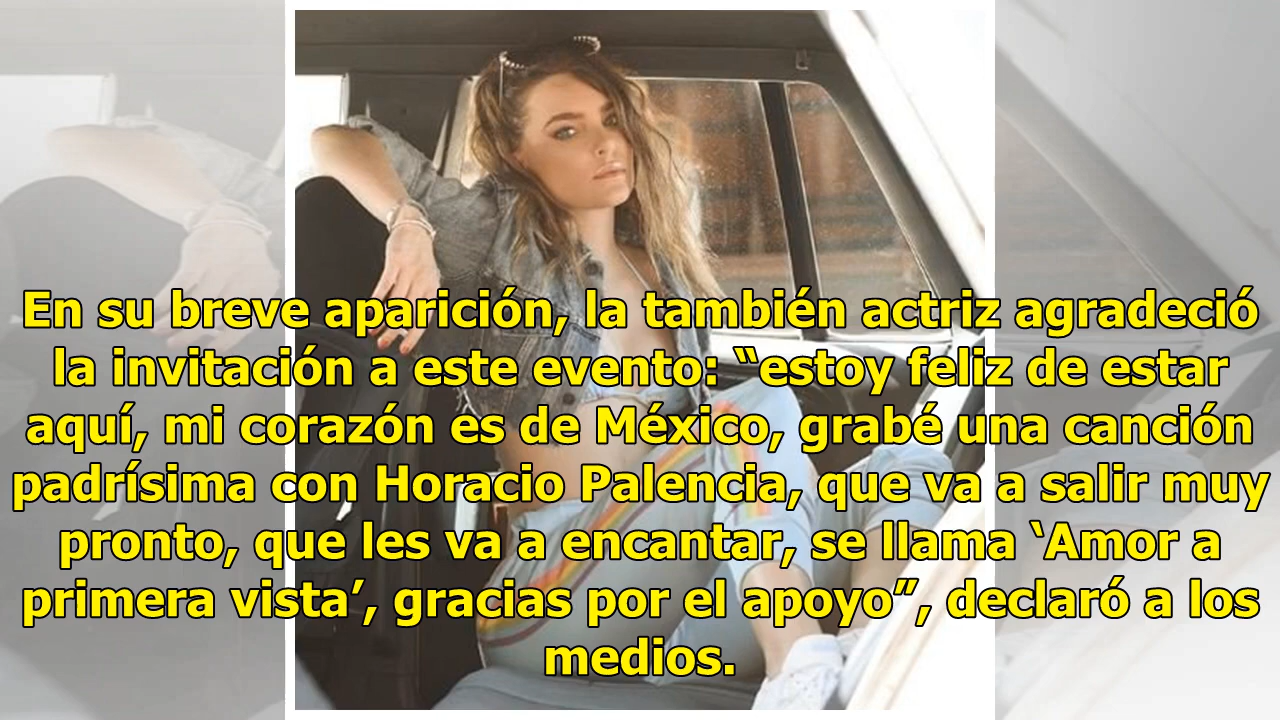 En su breve aparición, la también actriz agradeció
la invitación a este evento: “estoy feliz de estar
aquí, mi corazón es de México, grabé una canción
padrísima con Horacio Palencia, que va a salir muy
pronto, que les va a encantar, se llama ‘Amor a
primera vista’, gracias por el apoyo”, declaró a los
medios.